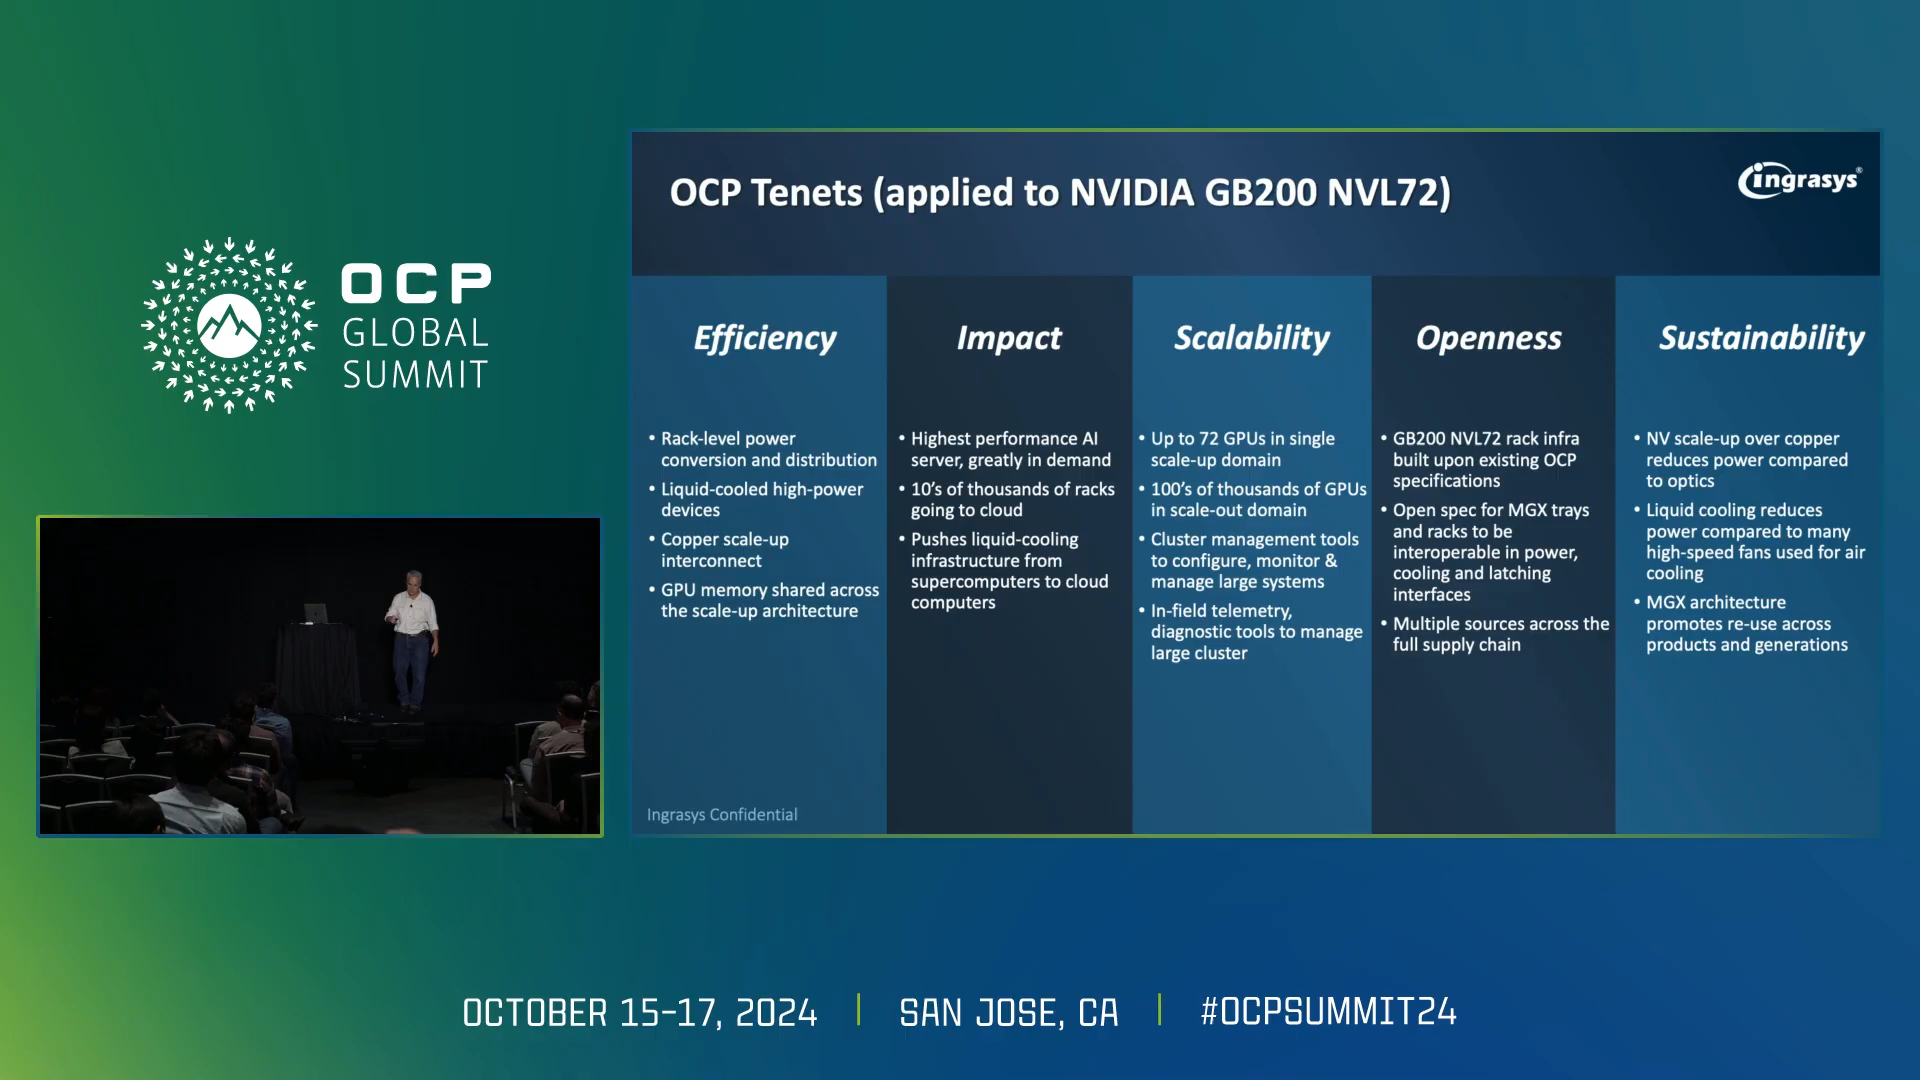 OCP
GLOBAL
SUMMIT
OCP Tenets (applied to NVIDIA GB200 NVL72)
ingrasys®
Efficiency
• Rack-level power
conversion and distribution
• Liquid-cooled high-power
devices
• Copper scale-up
interconnect
• GPU memory shared across
the scale-up architecture
Impact
• Highest performance AI
server, greatly in demand
• 10's of thousands of racks
going to cloud
• Pushes liquid-cooling
infrastructure from
supercomputers to cloud
computers
Scalability
• Up to 72 GPUs in single
scale-up domain
• 100's of thousands of GPUs
in scale-out domain
• Cluster management tools
to configure, monitor &
manage large systems
• In-field telemetry,
diagnostic tools to manage
large cluster
Openness
• GB200 NVL72 rack infra
built upon existing OCP
specifications
• Open spec for MGX trays
and racks to be
interoperable in power,
cooling and latching
interfaces
• Multiple sources across the
full supply chain
Sustainability
• NV scale-up over copper
reduces power compared
to optics
• Liquid cooling reduces
power compared to many
high-speed fans used for air
cooling
• MGX architecture
promotes re-use across
products and generations
Ingrasys Confidential
OCTOBER 15-17, 2024 | SAN JOSE, CA | #OCPSUMMIT24